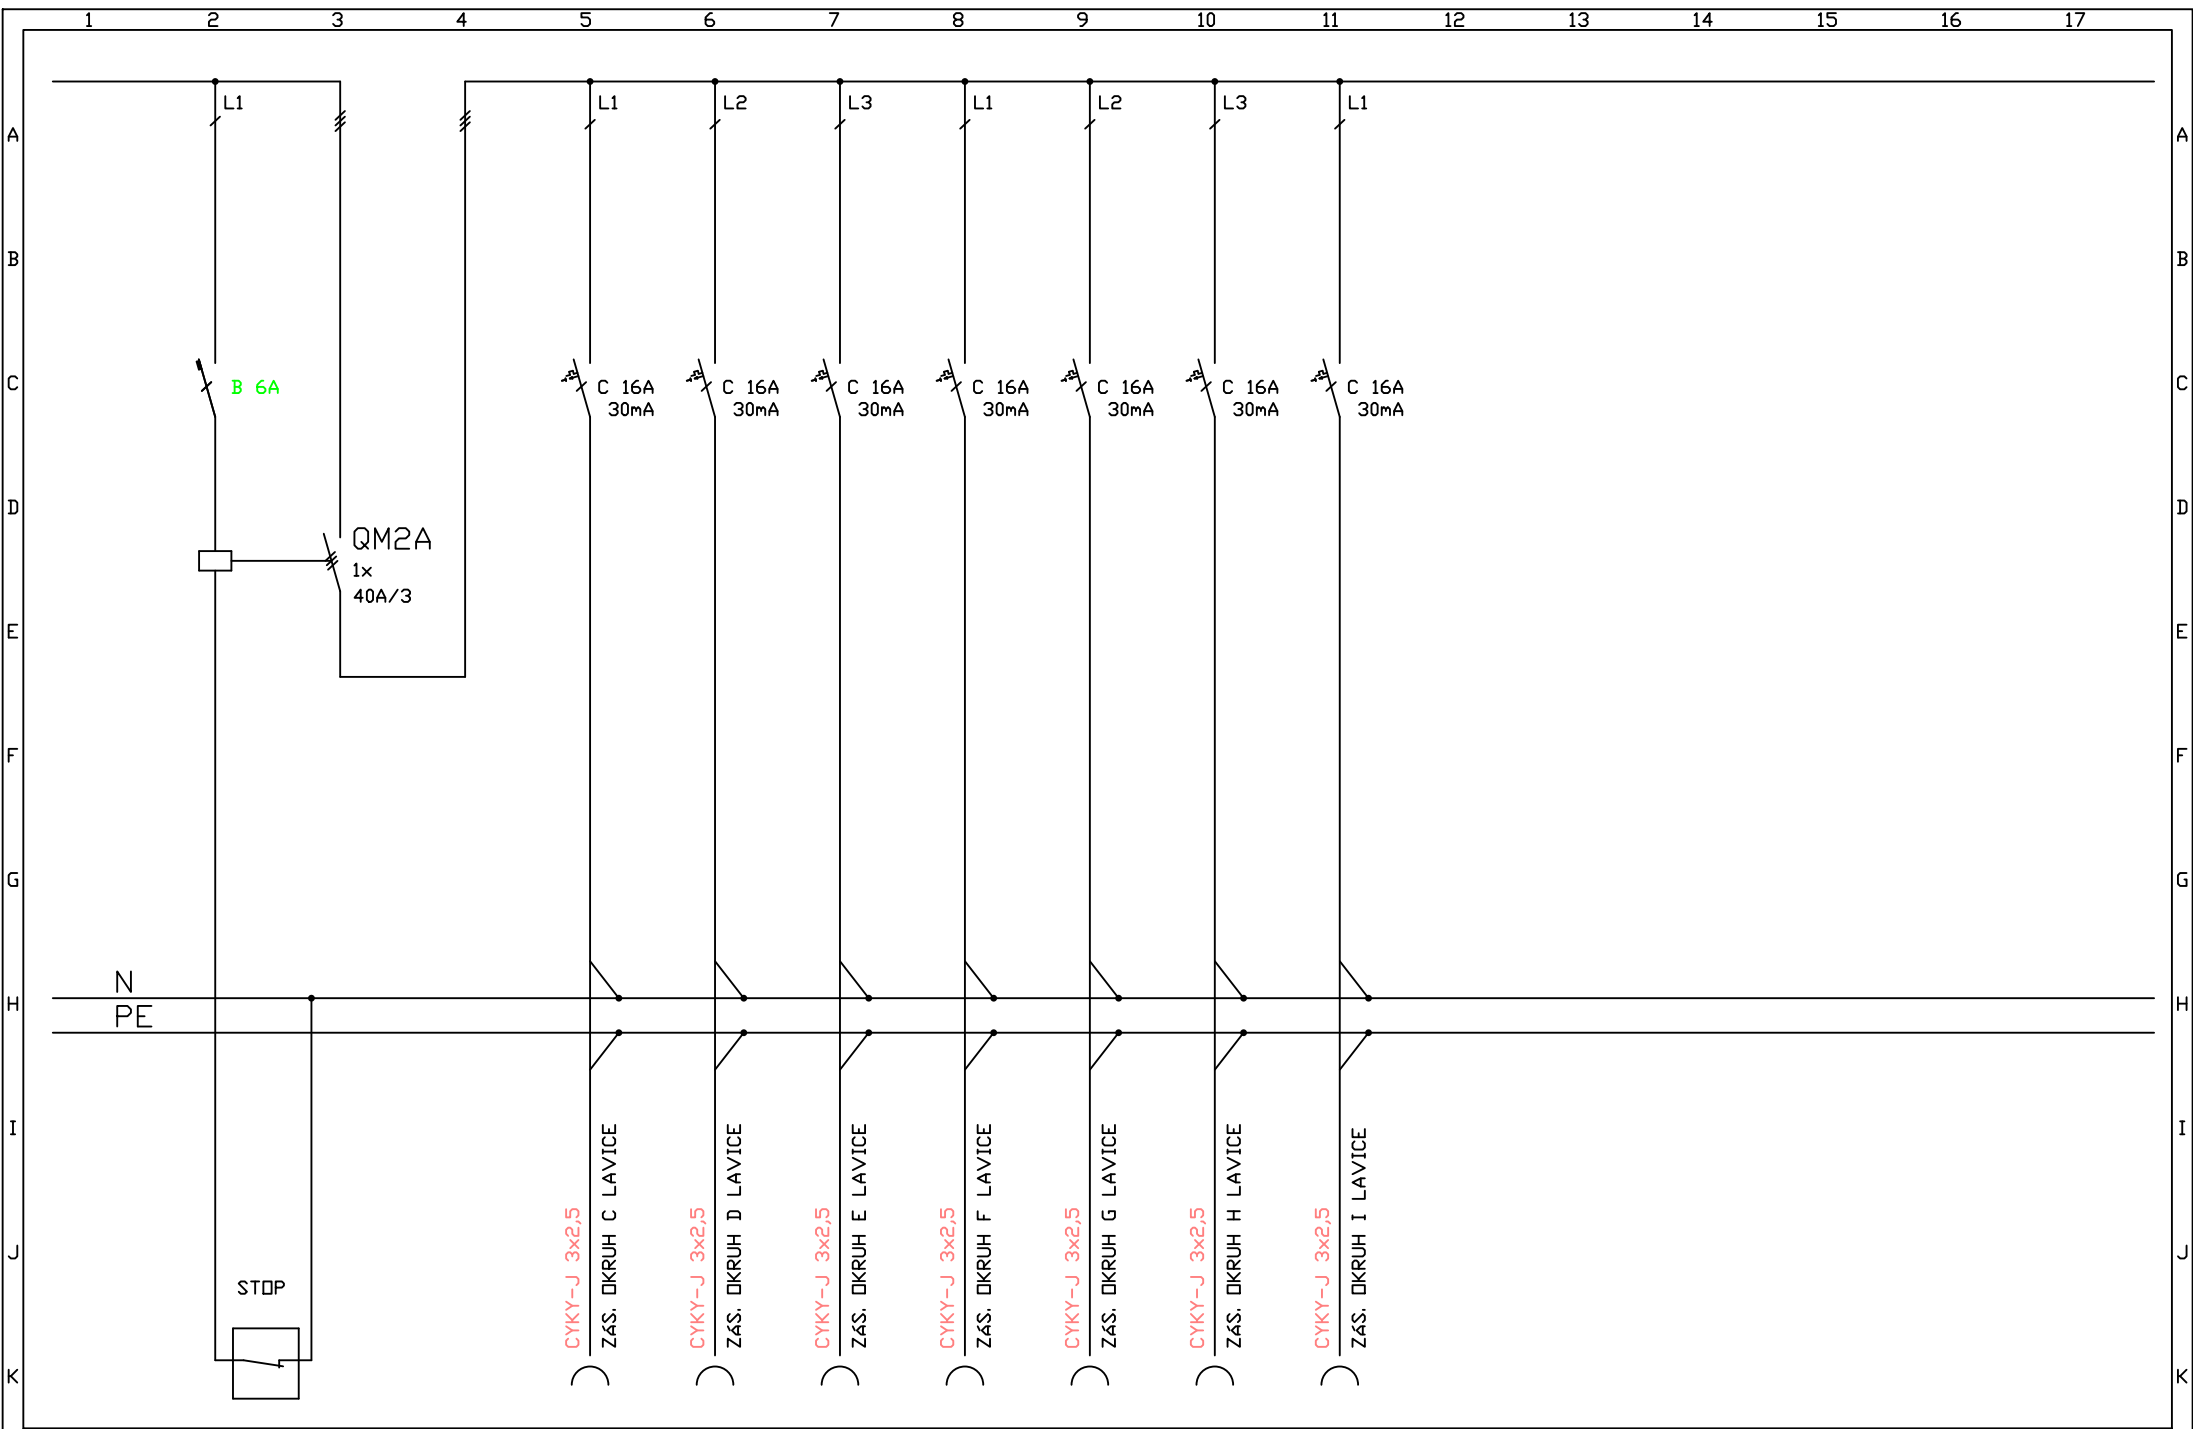 1 2 3 4 5 6 7 8 9 10 11 12 13 14 15 16 17
L1 L1 L2 L3 L1 L2 L3 L1
A A
B B
C B 6A C 16A C 16A C 16A C 16A C 16A C 16A C 16A C
30mA 30mA 30mA 30mA 30mA 30mA 30mA
D D
QM2A
1x
40A/3
E E
F F
G G
N
H H
PE
I I
J J
STOP
CYKY-J 3x2,5
ZÁS. OKRUH C LAVICE
CYKY-J 3x2,5
ZÁS. OKRUH D LAVICE
CYKY-J 3x2,5
ZÁS. OKRUH E LAVICE
CYKY-J 3x2,5
ZÁS. OKRUH F LAVICE
CYKY-J 3x2,5
ZÁS. OKRUH G LAVICE
CYKY-J 3x2,5
ZÁS. OKRUH H LAVICE
CYKY-J 3x2,5
ZÁS. OKRUH I LAVICE
K K